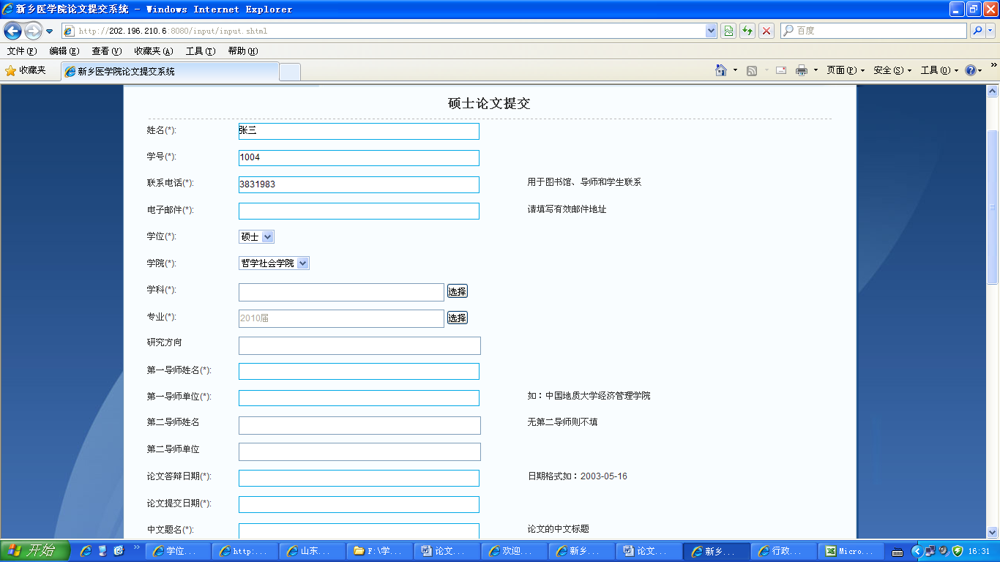 新乡医学院论文提交系统 - Windows Internet Explorer
http://202.196.210.6:8080/input/input.shtml
百度
文件(F) 编辑(E) 查看(V) 收藏夹(A) 工具(T) 帮助(H)
收藏夹 新乡医学院论文提交系统 页面(P) 安全(S) 工具(O)
硕士论文提交
姓名(*): 张三
学号(*): 1004
联系电话(*): 3831983 用于图书馆、导师和学生联系
电子邮件(*): 请填写有效邮件地址
学位(*): 硕士
学院(*): 哲学社会学院
学科(*): 选择
专业(*): 2010届 选择
研究方向
第一导师姓名(*):
第一导师单位(*): 如：中国地质大学经济管理学院
第二导师姓名 无第二导师则不填
第二导师单位
论文答辩日期(*): 日期格式如：2003-05-16
论文提交日期(*):
中文题名(*): 论文的中文标题
开始 学位... http:... 山东... F:\学... 论文... 欢迎... 新乡... 论文... 新乡... 行政... Micro... 16:31